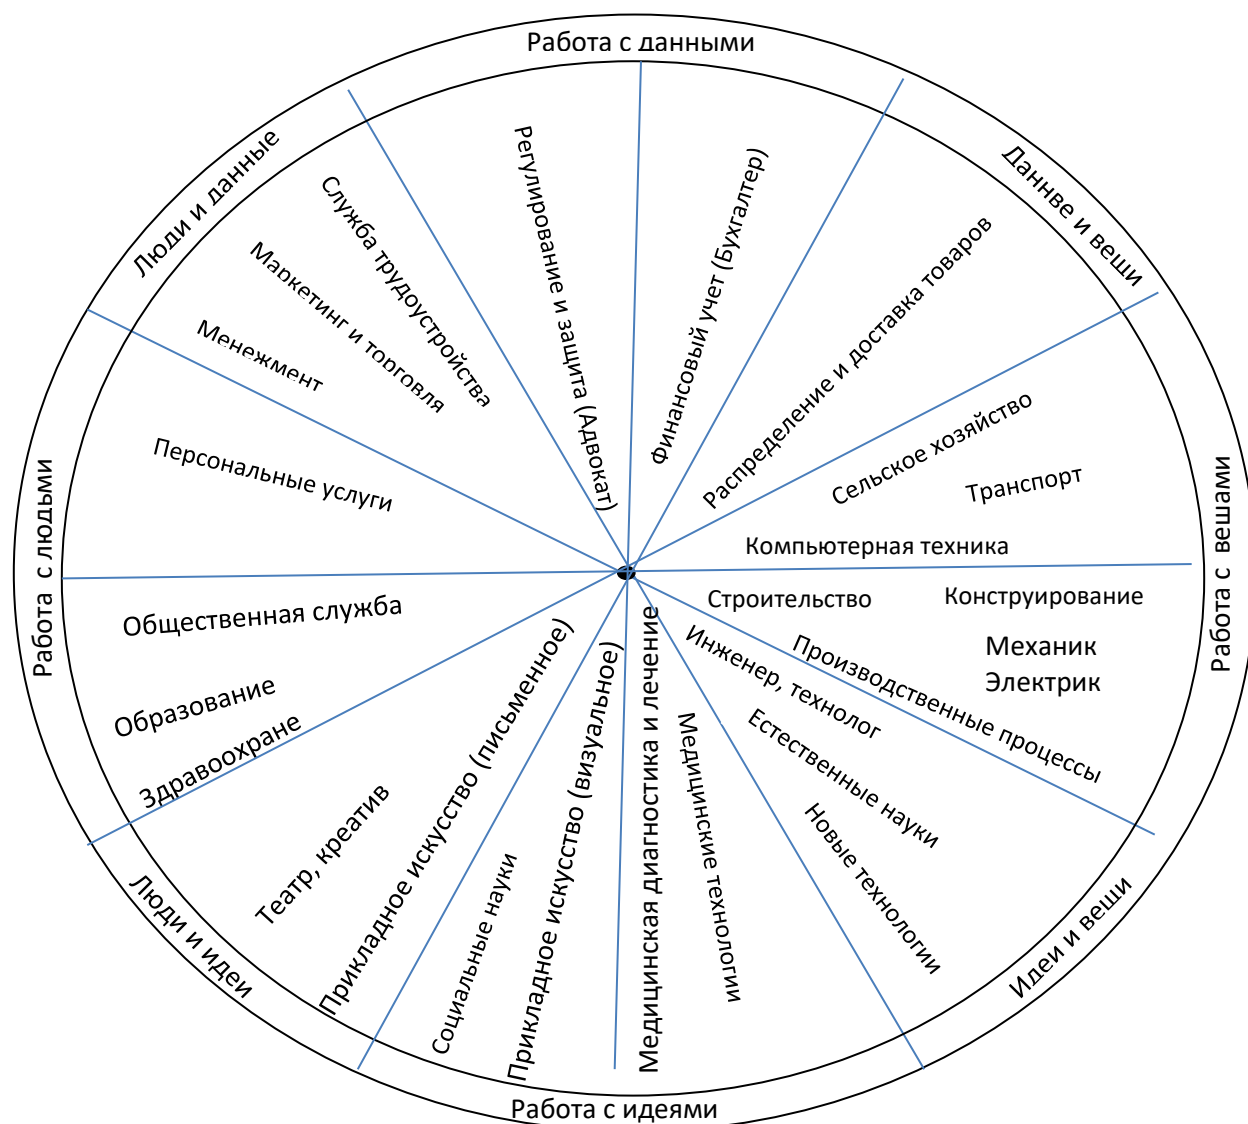 Работа с данными
Даннве и вещи
Работа с вешами
Идеи и вещи
Работа с идеями
Люди и идеи
Работа с людьми
Люди и данные
Служба трудоустройства
Маркетинг и торговля
Менежмент
Регулирование и защита (Адвокат)
Финансовый учет (Бухгалтер)
Распределение и доставка товаров
Сельское хозяйство
Транспорт
Компьютерная техника
Строительство
Конструирование
Механик
Электрик
Производственные процессы
Инженер, технолог
Естественные науки
Новые технологии
Медицинские технологии
Медицинская диагностика и лечение
Прикладное искусство (визуальное)
Социальные науки
Прикладное искусство (письменное)
Театр, креатив
Здравоохране
Образование
Общественная служба
Персональные услуги